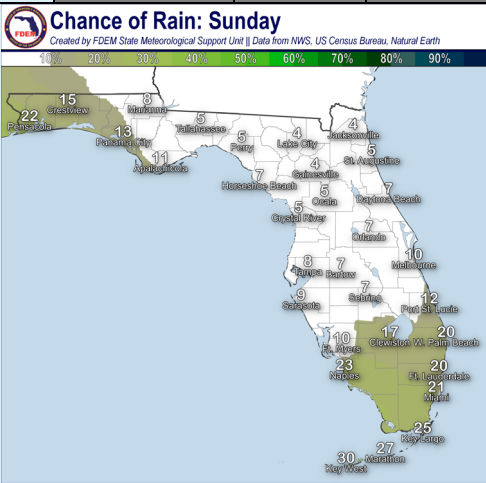 FDEM
Chance of Rain: Sunday
Created by FDEM State Meteorological Support Unit || Data from NWS, US Census Bureau, Natural Earth
10% 20% 30% 40% 50% 60% 70% 80% 90%
15
Crestview
8
Marianna
22
Pensacola
13
Panama City
11
Apalachicola
5
Tallahassee
5
Perry
4
Lake City
4
Jacksonville
5
St. Augustine
4
Gainesville
7
Horseshoe Beach
5
Ocala
7
Daytona Beach
5
Crystal River
7
Orlando
10
Melbourne
8
Tampa
7
Bartow
9
Sarasota
7
Sebring
12
Port St. Lucie
10
Ft. Myers
17
Clewiston
20
W. Palm Beach
23
Naples
20
Ft. Lauderdale
21
Miami
25
Key Largo
27
Marathon
30
Key West